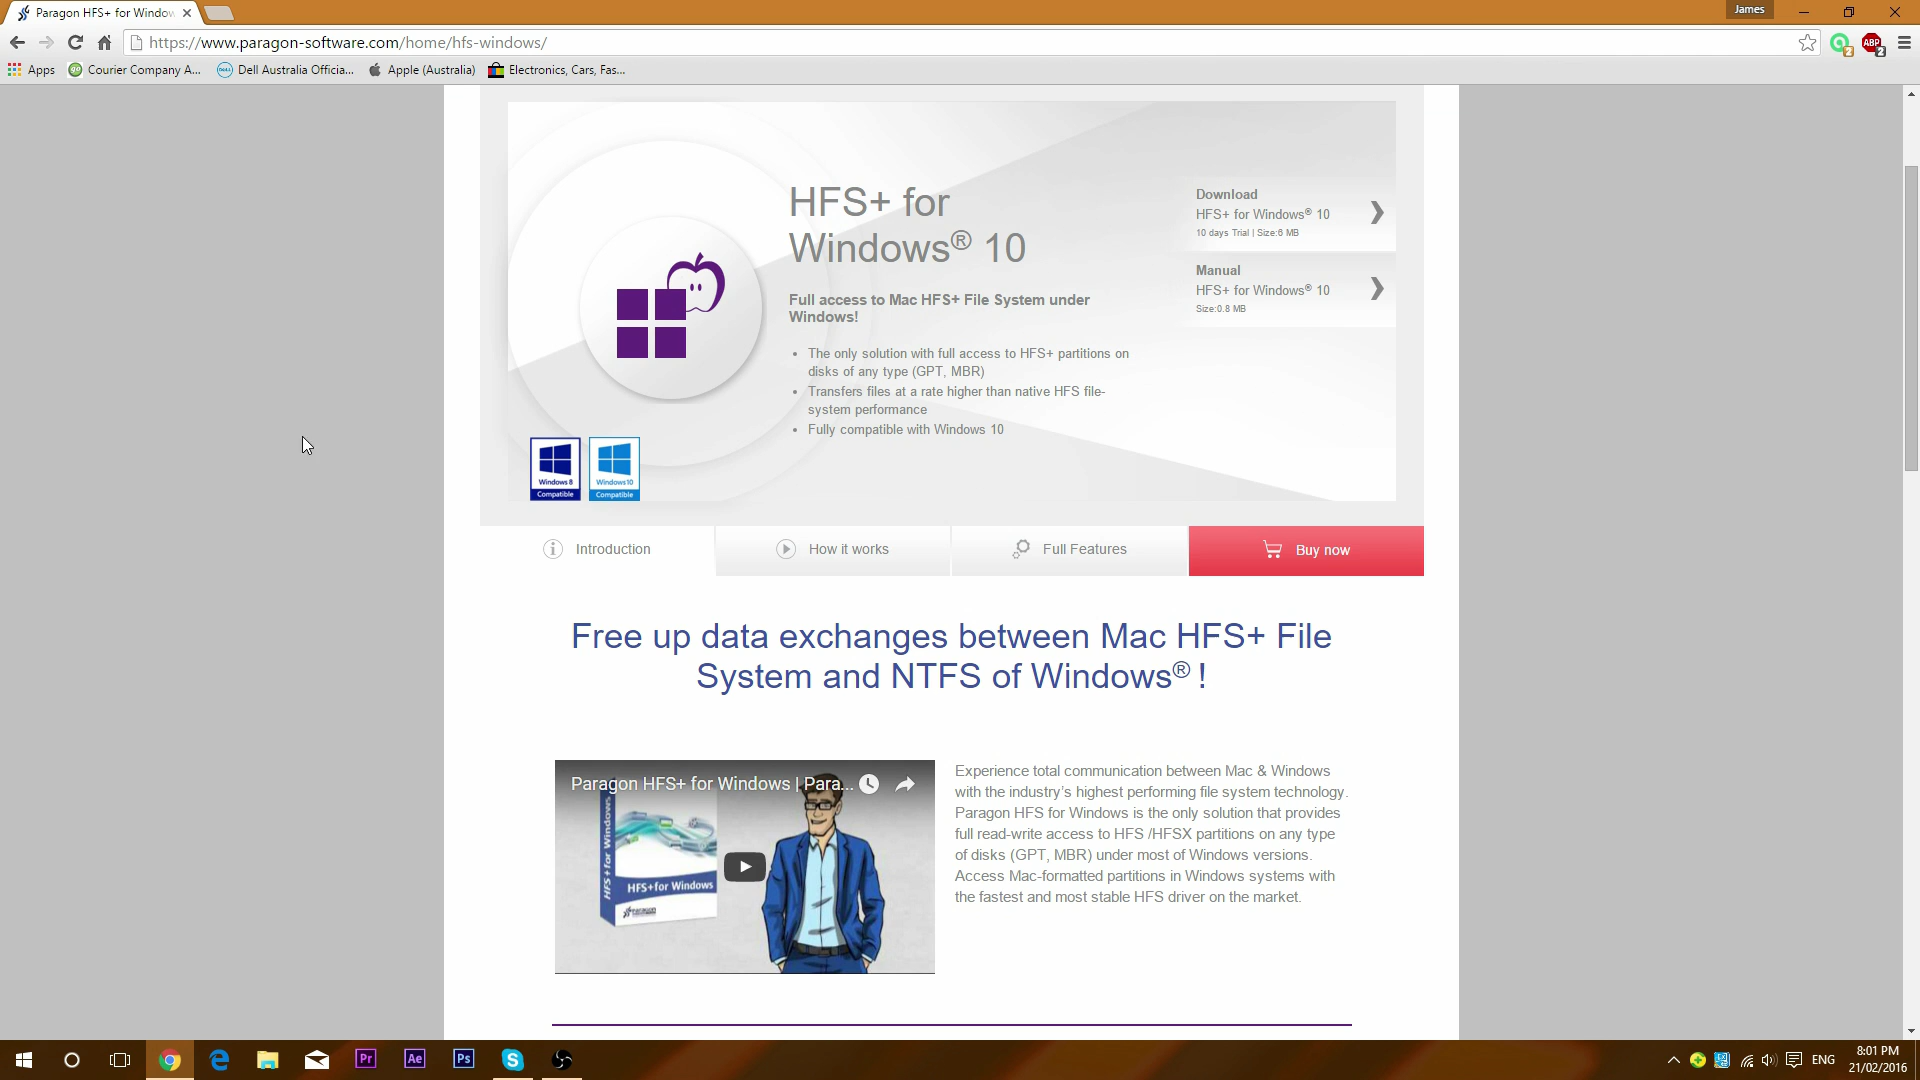 Paragon HFS+ for Window
James
https://www.paragon-software.com/home/hfs-windows/
ABP
2
2
Apps
Courier Company A...
Dell Australia Officia...
Apple (Australia)
Electronics, Cars, Fas...
HFS+ for
Windows® 10
Full access to Mac HFS+ File System under
Windows!
• The only solution with full access to HFS+ partitions on
disks of any type (GPT, MBR)
• Transfers files at a rate higher than native HFS file-
system performance
• Fully compatible with Windows 10
Download
HFS+ for Windows® 10
10 days Trial | Size:6 MB
Manual
HFS+ for Windows® 10
Size:0.8 MB
Windows 8
Compatible
Windows 10
Compatible
Introduction
How it works
Full Features
Buy now
Free up data exchanges between Mac HFS+ File
System and NTFS of Windows® !
Paragon HFS+ for Windows | Para...
HFS+ for Windows
HFS+for Windows
PARAGON
Experience total communication between Mac & Windows
with the industry's highest performing file system technology.
Paragon HFS for Windows is the only solution that provides
full read-write access to HFS /HFSX partitions on any type
of disks (GPT, MBR) under most of Windows versions.
Access Mac-formatted partitions in Windows systems with
the fastest and most stable HFS driver on the market.
Pr
Ae
Ps
ENG
8:01 PM
21/02/2016